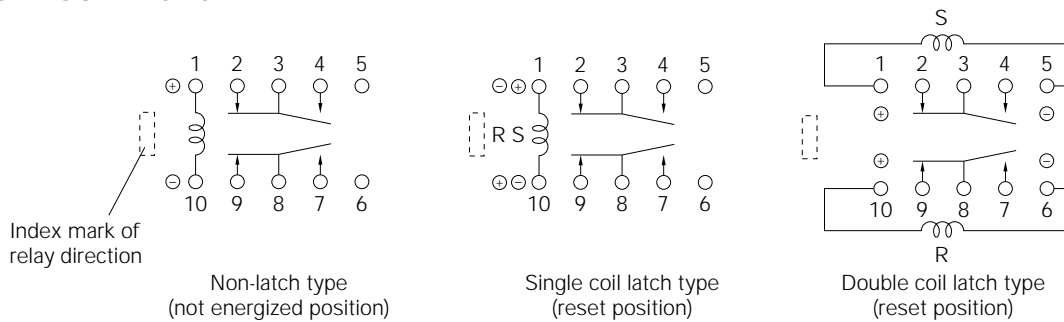 S
1 2 3 4 5 1 2 3 4 5 1 2 3 4 5
⊕ ⊖ ⊕ ⊕ ⊖
R S
⊖ ⊕ ⊖ ⊕ ⊖
10 9 8 7 6 10 9 8 7 6 10 9 8 7 6
R
Index mark of
relay direction
Non-latch type
(not energized position)
Single coil latch type
(reset position)
Double coil latch type
(reset position)